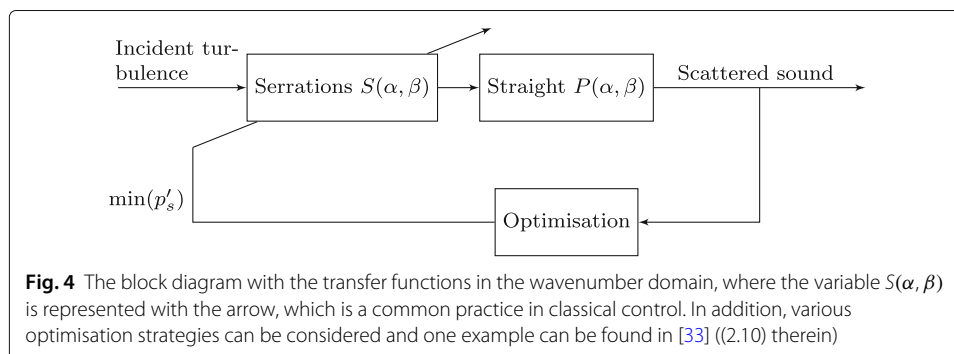 Incident tur-
bulence
Serrations S(α, β)
Straight P(α, β)
Scattered sound
min(p′s)
Optimisation
Fig. 4 The block diagram with the transfer functions in the wavenumber domain, where the variable S(α, β)
is represented with the arrow, which is a common practice in classical control. In addition, various
optimisation strategies can be considered and one example can be found in [33] ((2.10) therein)